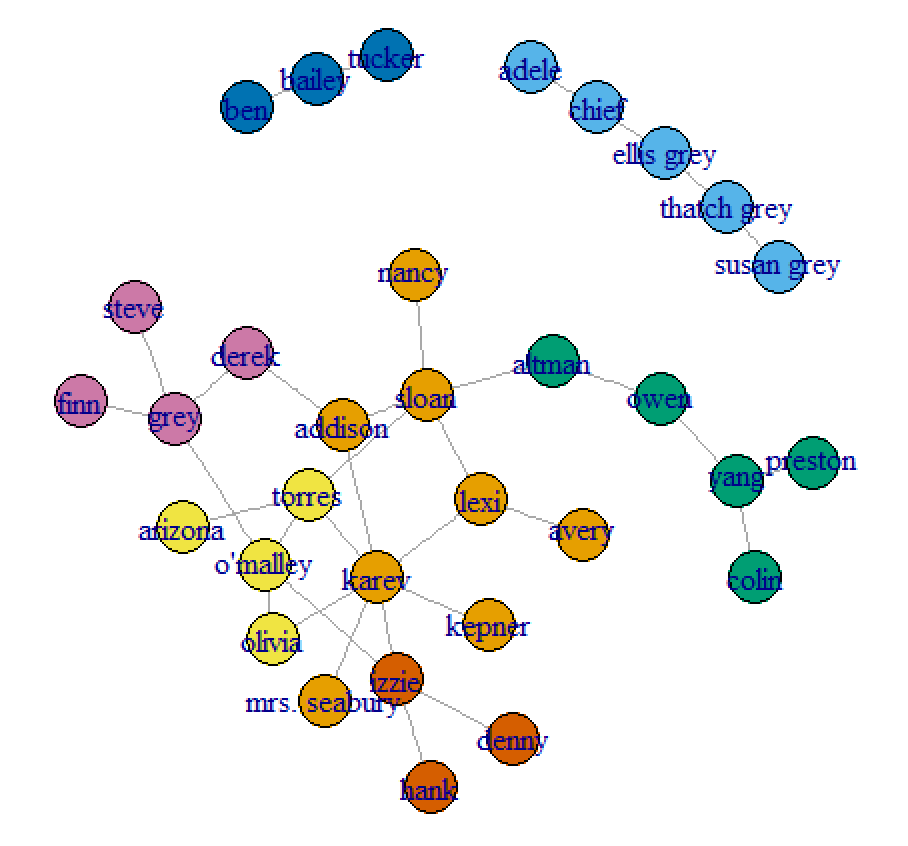 tucker
adele
bailey
ben
chief
ellis grey
thatch grey
susan grey
nancy
steve
derek
altman
sloan
owen
finn
grey
addison
preston
yang
torres
lexi
arizona
avery
o'malley
karev
colin
kepner
olivia
izzie
mrs. seabury
denny
hank